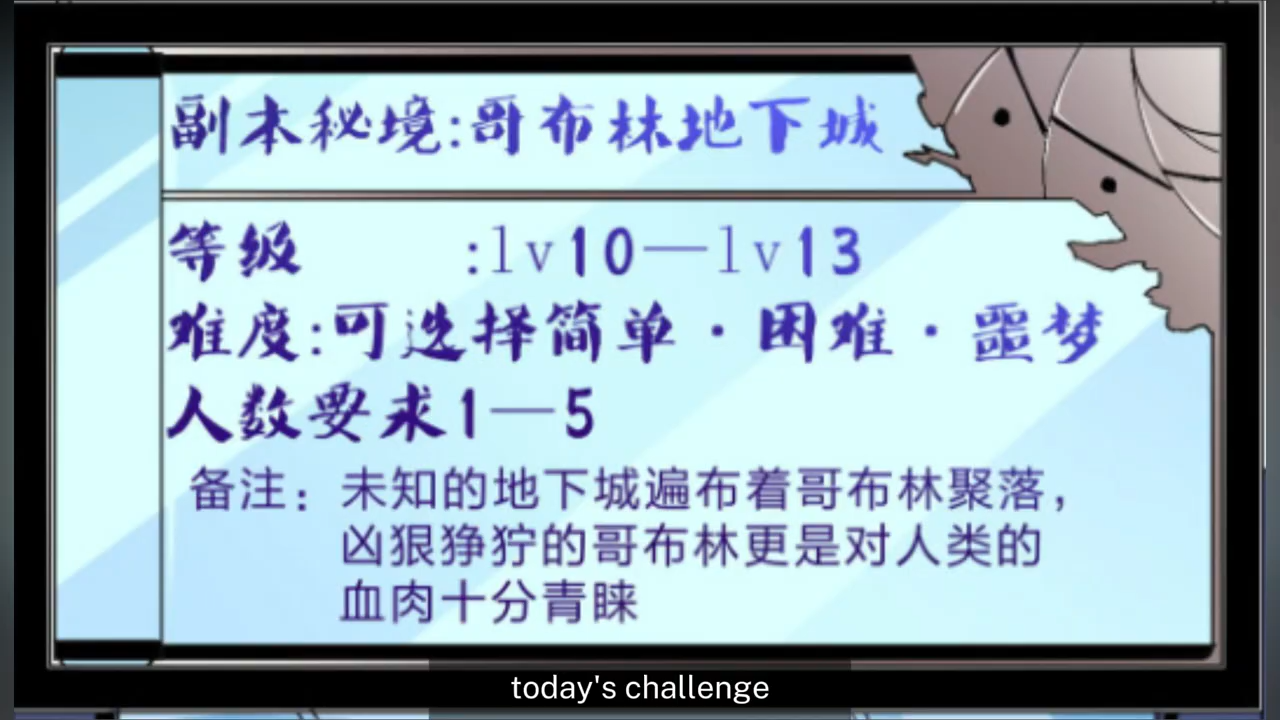 副本秘境:哥布林地下城
等级 :lv10—lv13
难度:可选择简单·困难·噩梦
人数要求1—5
备注：未知的地下城遍布着哥布林聚落，
凶狠狰狞的哥布林更是对人类的
血肉十分青睐
today's challenge